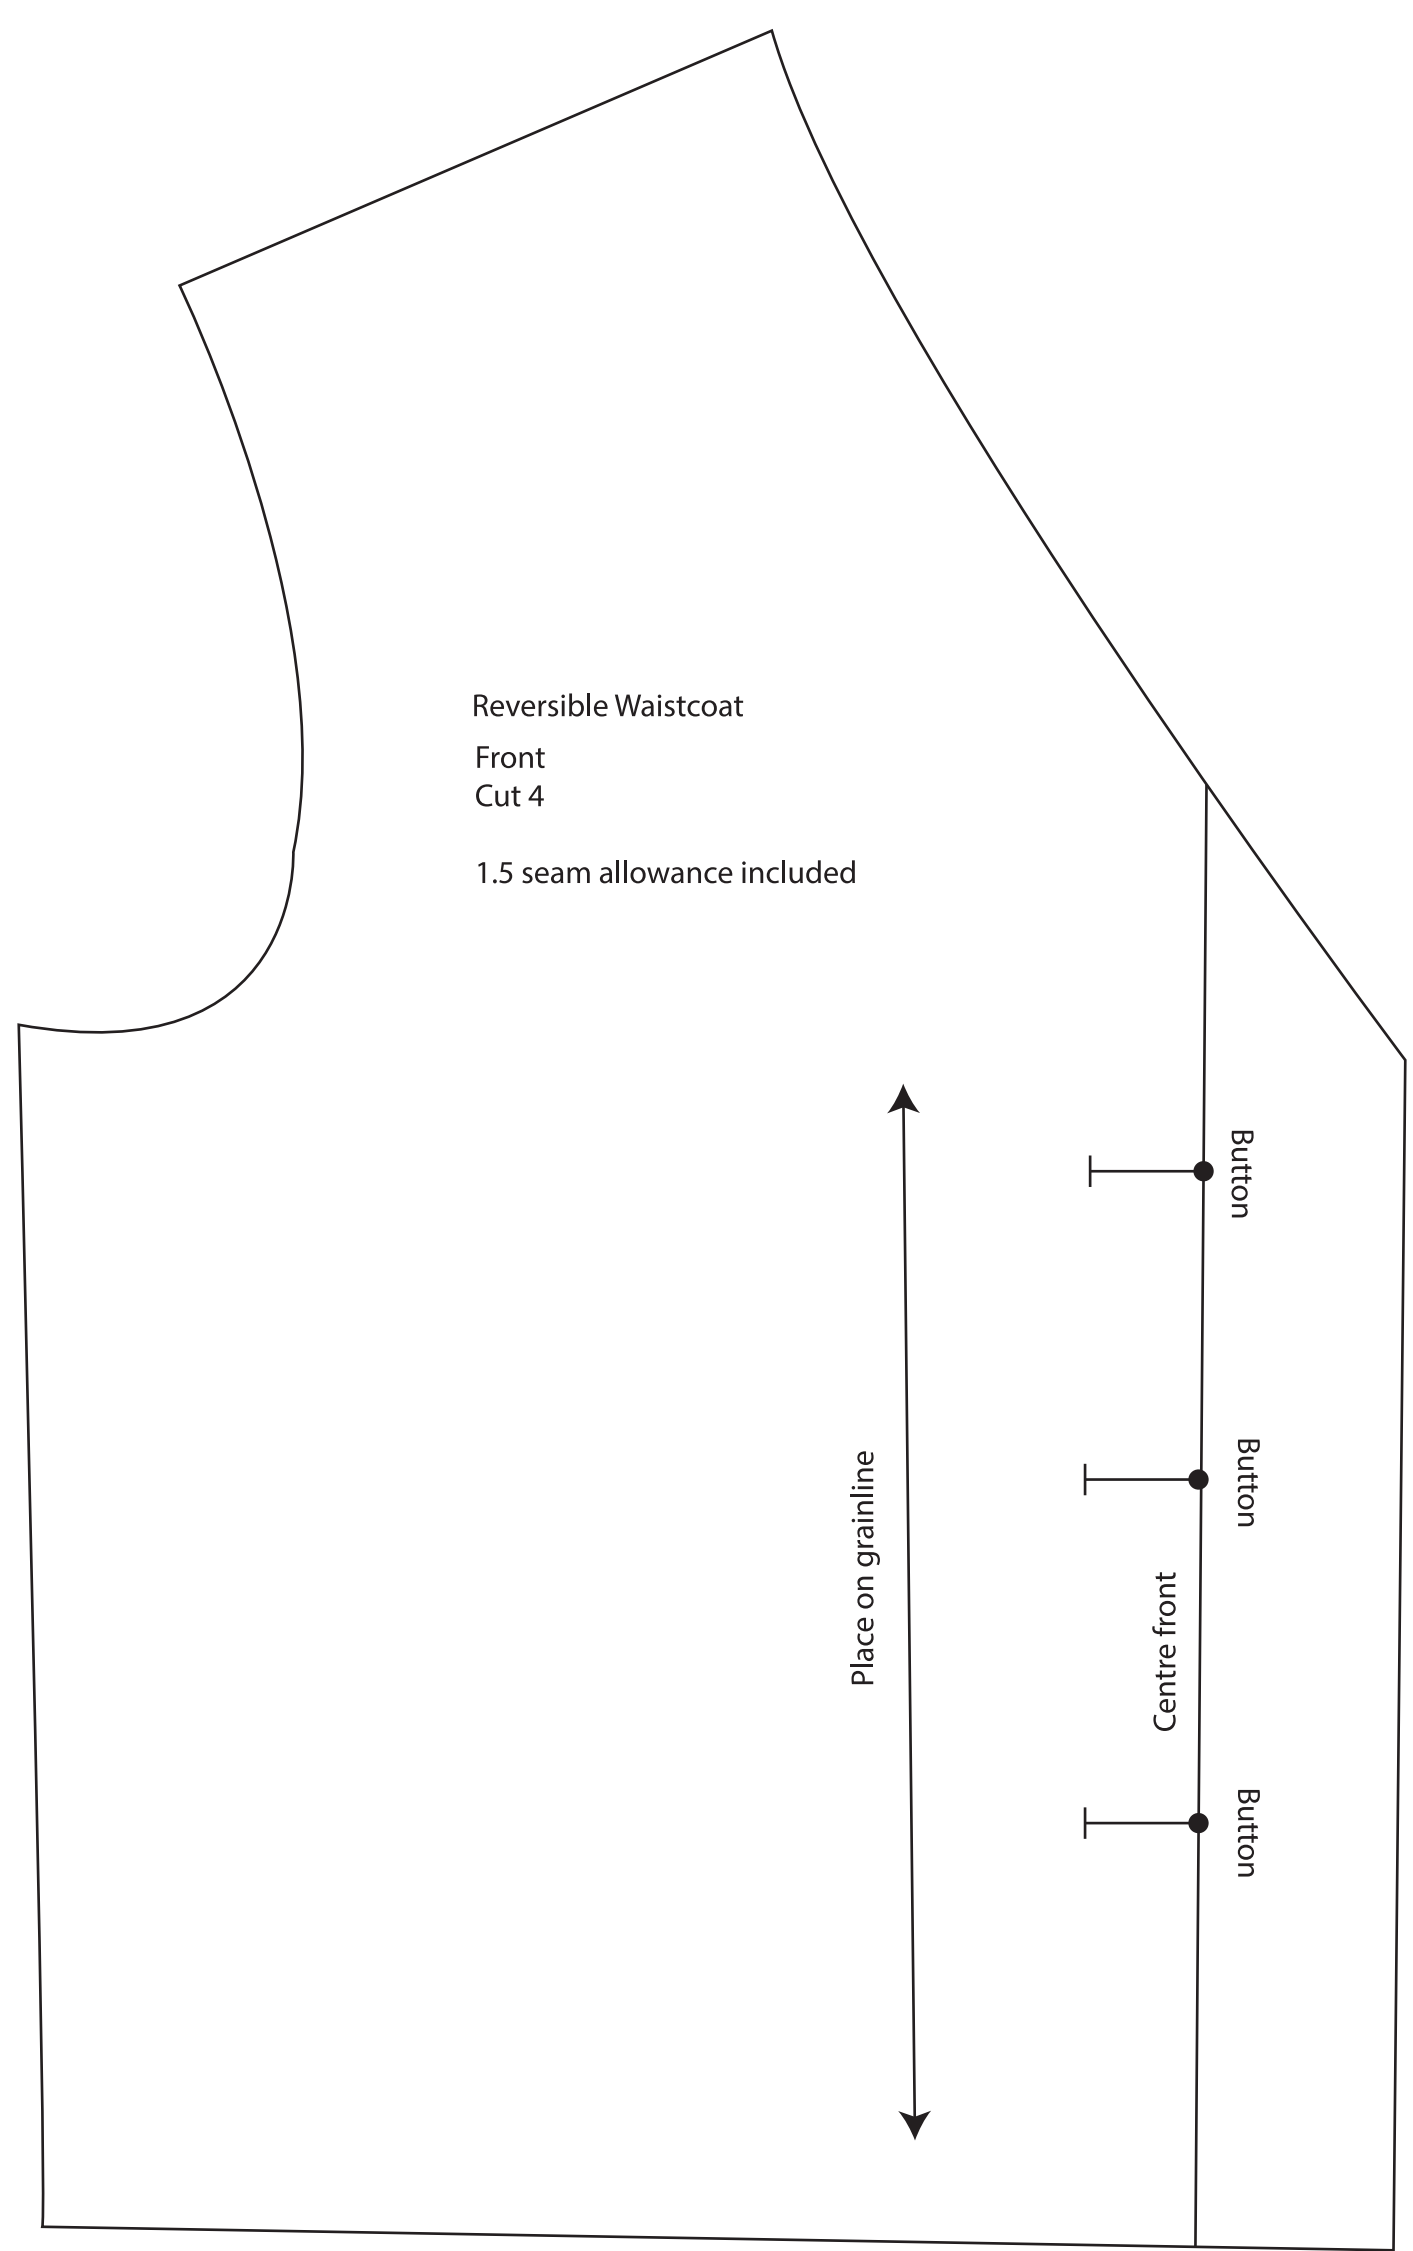 Reversible Waistcoat
Front
Cut 4
1.5 seam allowance included
Button
Button
Place on grainline
Centre front
Button